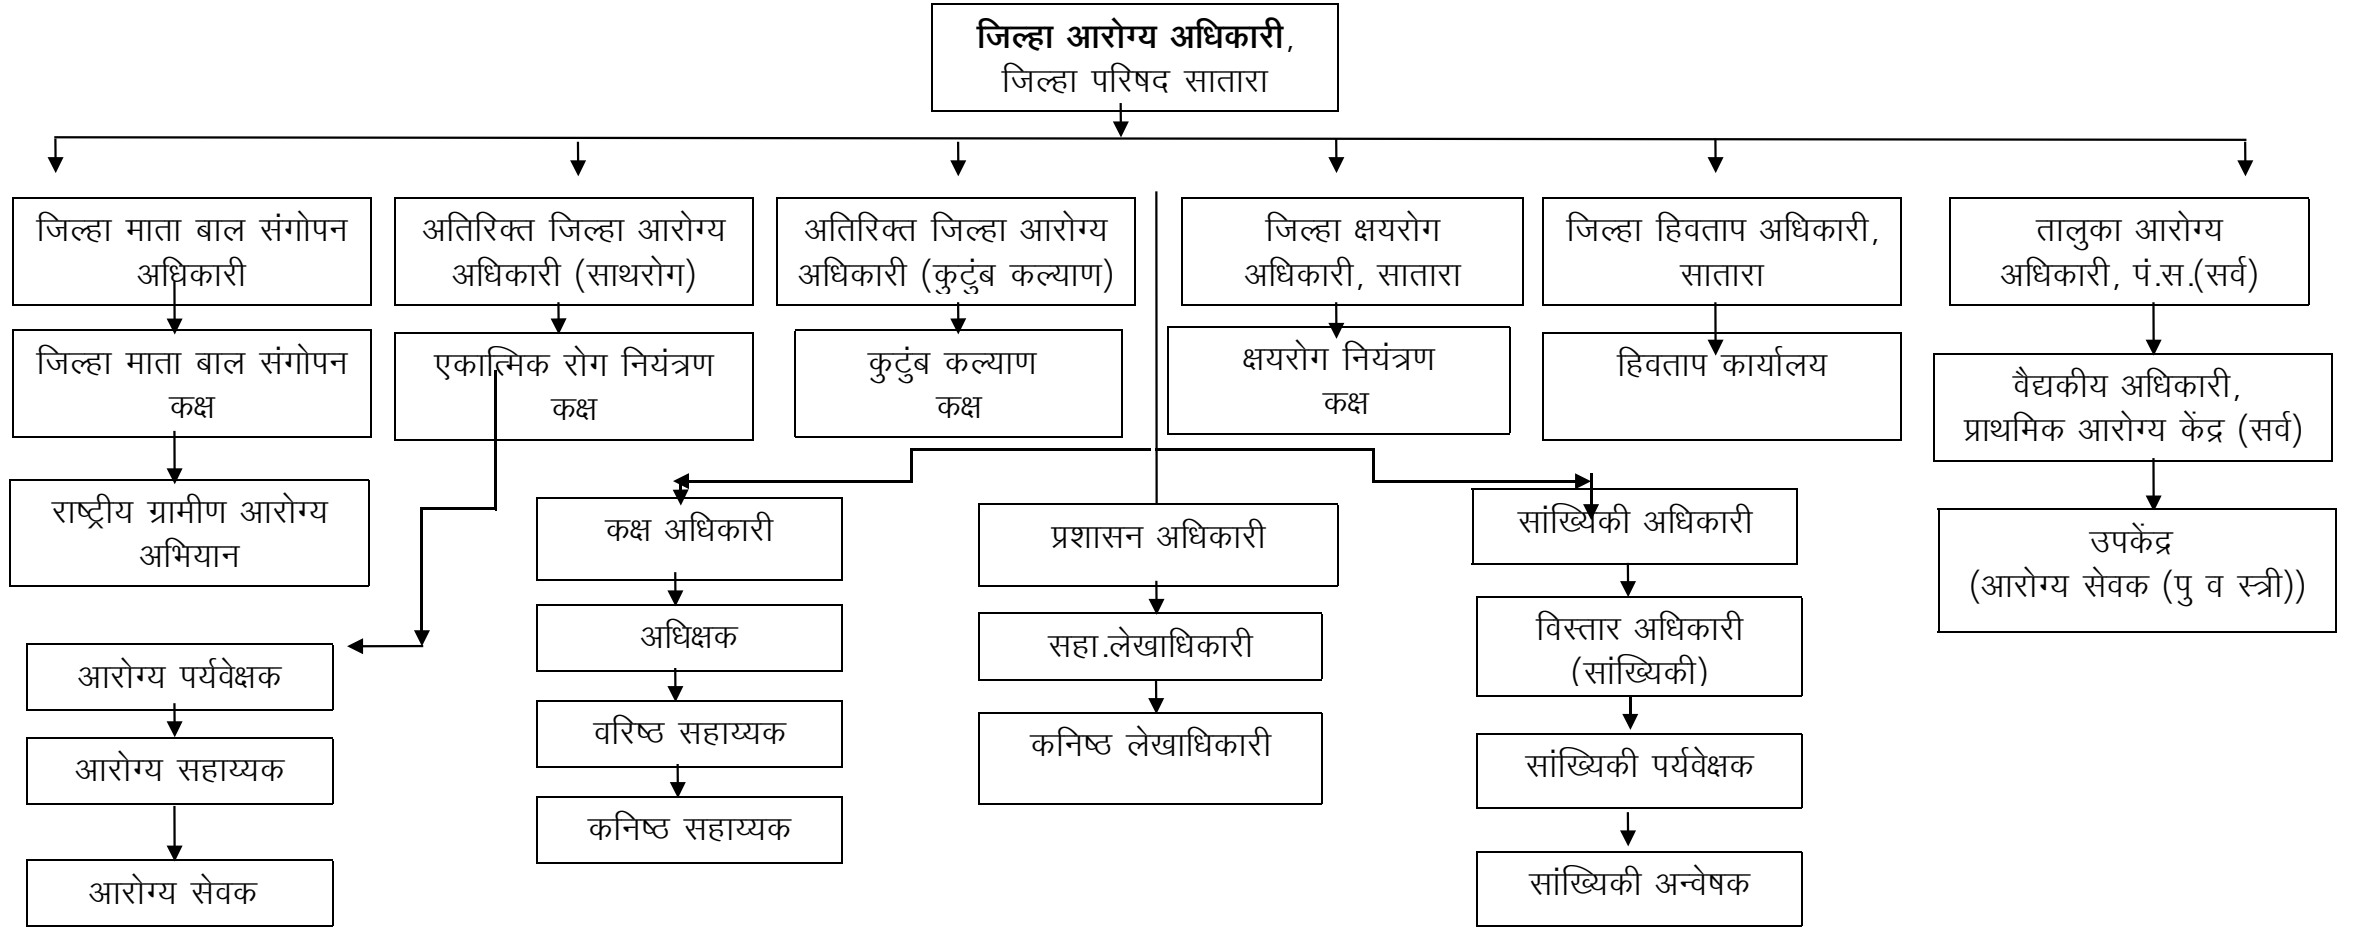 जिल्हा आरोग्य अधिकारी,
जिल्हा परिषद सातारा
जिल्हा माता बाल संगोपन
अधिकारी
अतिरिक्त जिल्हा आरोग्य
अधिकारी (साथरोग)
अतिरिक्त जिल्हा आरोग्य
अधिकारी (कुटुंब कल्याण)
जिल्हा क्षयरोग
अधिकारी, सातारा
जिल्हा हिवताप अधिकारी,
सातारा
तालुका आरोग्य
अधिकारी, पं.स.(सर्व)
जिल्हा माता बाल संगोपन
कक्ष
एकात्मिक रोग नियंत्रण
कक्ष
कुटुंब कल्याण
कक्ष
क्षयरोग नियंत्रण
कक्ष
हिवताप कार्यालय
वैद्यकीय अधिकारी,
प्राथमिक आरोग्य केंद्र (सर्व)
राष्ट्रीय ग्रामीण आरोग्य
अभियान
कक्ष अधिकारी
प्रशासन अधिकारी
सांख्यिकी अधिकारी
उपकेंद्र
(आरोग्य सेवक (पु व स्त्री))
अधिक्षक
सहा.लेखाधिकारी
विस्तार अधिकारी
(सांख्यिकी)
आरोग्य पर्यवेक्षक
वरिष्ठ सहाय्यक
कनिष्ठ लेखाधिकारी
सांख्यिकी पर्यवेक्षक
आरोग्य सहाय्यक
कनिष्ठ सहाय्यक
सांख्यिकी अन्वेषक
आरोग्य सेवक